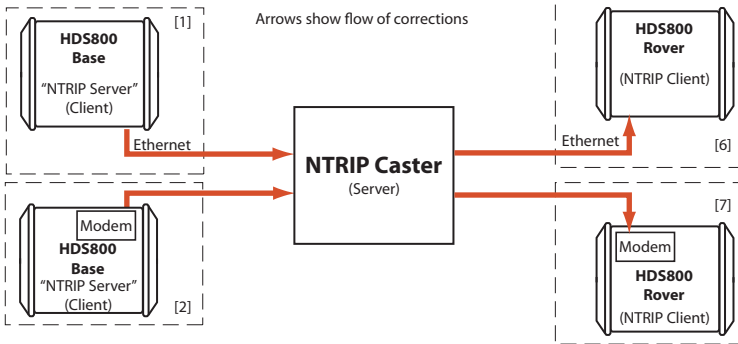 [1]
HDS800
Base
“NTRIP Server”
(Client)
Ethernet
Modem
HDS800
Base
“NTRIP Server”
(Client)
[2]
Arrows show flow of corrections
NTRIP Caster
(Server)
HDS800
Rover
(NTRIP Client)
Ethernet
[6]
[7]
Modem
HDS800
Rover
(NTRIP Client)